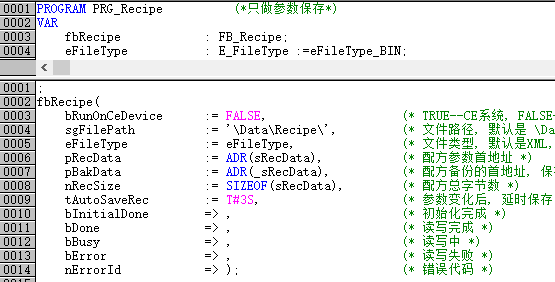 0001 PROGRAM PRG_Recipe (*只做参数保存*)
0002 VAR
0003 fbRecipe : FB_Recipe;
0004 eFileType : E_FileType :=eFileType_BIN;
0001 ;
0002 fbRecipe(
0003 bRunOnCeDevice := FALSE, (* TRUE--CE系统, FALSE-
0004 sgFilePath := '\Data\Recipe\', (* 文件路径, 默认是 \Da
0005 eFileType := eFileType, (* 文件类型, 默认是XML,
0006 pRecData := ADR(sRecData), (* 配方参数首地址 *)
0007 pBakData := ADR(_sRecData), (* 配方备份的首地址, 保
0008 nRecSize := SIZEOF(sRecData), (* 配方总字节数 *)
0009 tAutoSaveRec := T#3S, (* 参数变化后, 延时保存
0010 bInitialDone => , (* 初始化完成 *)
0011 bDone => , (* 读写完成 *)
0012 bBusy => , (* 读写中 *)
0013 bError => , (* 读写失败 *)
0014 nErrorId => ); (* 错误代码 *)